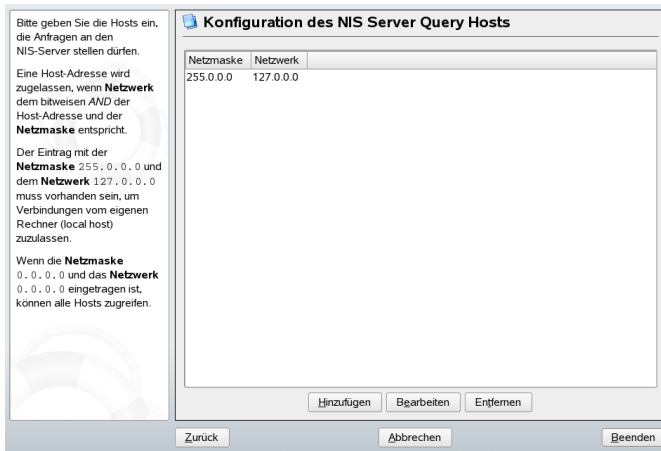 Bitte geben Sie die Hosts ein,
die Anfragen an den
NIS-Server stellen dürfen.
Eine Host-Adresse wird
zugelassen, wenn Netzwerk
dem bitweisen AND der
Host-Adresse und der
Netzmaske entspricht.
Der Eintrag mit der
Netzmaske 255.0.0.0 und
dem Netzwerk 127.0.0.0
muss vorhanden sein, um
Verbindungen vom eigenen
Rechner (local host)
zuzulassen.
Wenn die Netzmaske
0.0.0.0 und das Netzwerk
0.0.0.0 eingetragen ist,
können alle Hosts zugreifen.
Konfiguration des NIS Server Query Hosts
Netzmaske Netzwerk
255.0.0.0 127.0.0.0
Hinzufügen Bearbeiten Entfernen
Zurück Abbrechen Beenden